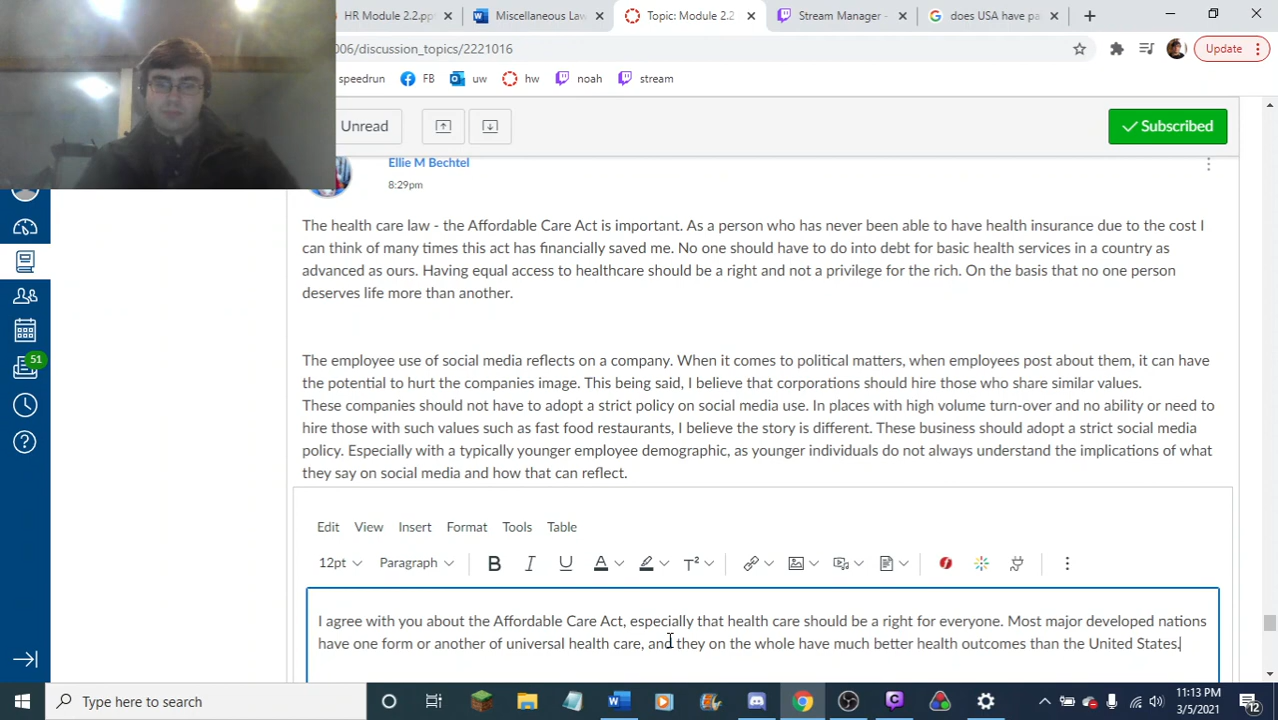 HR Module 2.2.pp
Miscellaneous Law
Topic: Module 2.2
Stream Manager -
does USA have pa
006/discussion_topics/2221016
Update
speedrun
FB
uw
hw
noah
stream
Unread
Subscribed
Ellie M Bechtel
8:29pm
The health care law - the Affordable Care Act is important. As a person who has never been able to have health insurance due to the cost I
can think of many times this act has financially saved me. No one should have to do into debt for basic health services in a country as
advanced as ours. Having equal access to healthcare should be a right and not a privilege for the rich. On the basis that no one person
deserves life more than another.
The employee use of social media reflects on a company. When it comes to political matters, when employees post about them, it can have
the potential to hurt the companies image. This being said, I believe that corporations should hire those who share similar values.
These companies should not have to adopt a strict policy on social media use. In places with high volume turn-over and no ability or need to
hire those with such values such as fast food restaurants, I believe the story is different. These business should adopt a strict social media
policy. Especially with a typically younger employee demographic, as younger individuals do not always understand the implications of what
they say on social media and how that can reflect.
51
Edit View Insert Format Tools Table
12pt Paragraph B I U A T²
I agree with you about the Affordable Care Act, especially that health care should be a right for everyone. Most major developed nations
have one form or another of universal health care, and they on the whole have much better health outcomes than the United States.
Type here to search
11:13 PM
3/5/2021
12